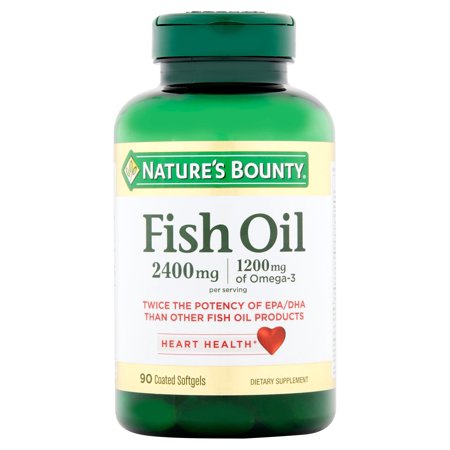 NATURE'S BOUNTY®
Fish Oil
2400mg | 1200mg
of Omega-3
per serving
TWICE THE POTENCY OF EPA/DHA
THAN OTHER FISH OIL PRODUCTS
HEART HEALTH*
90 Coated Softgels DIETARY SUPPLEMENT